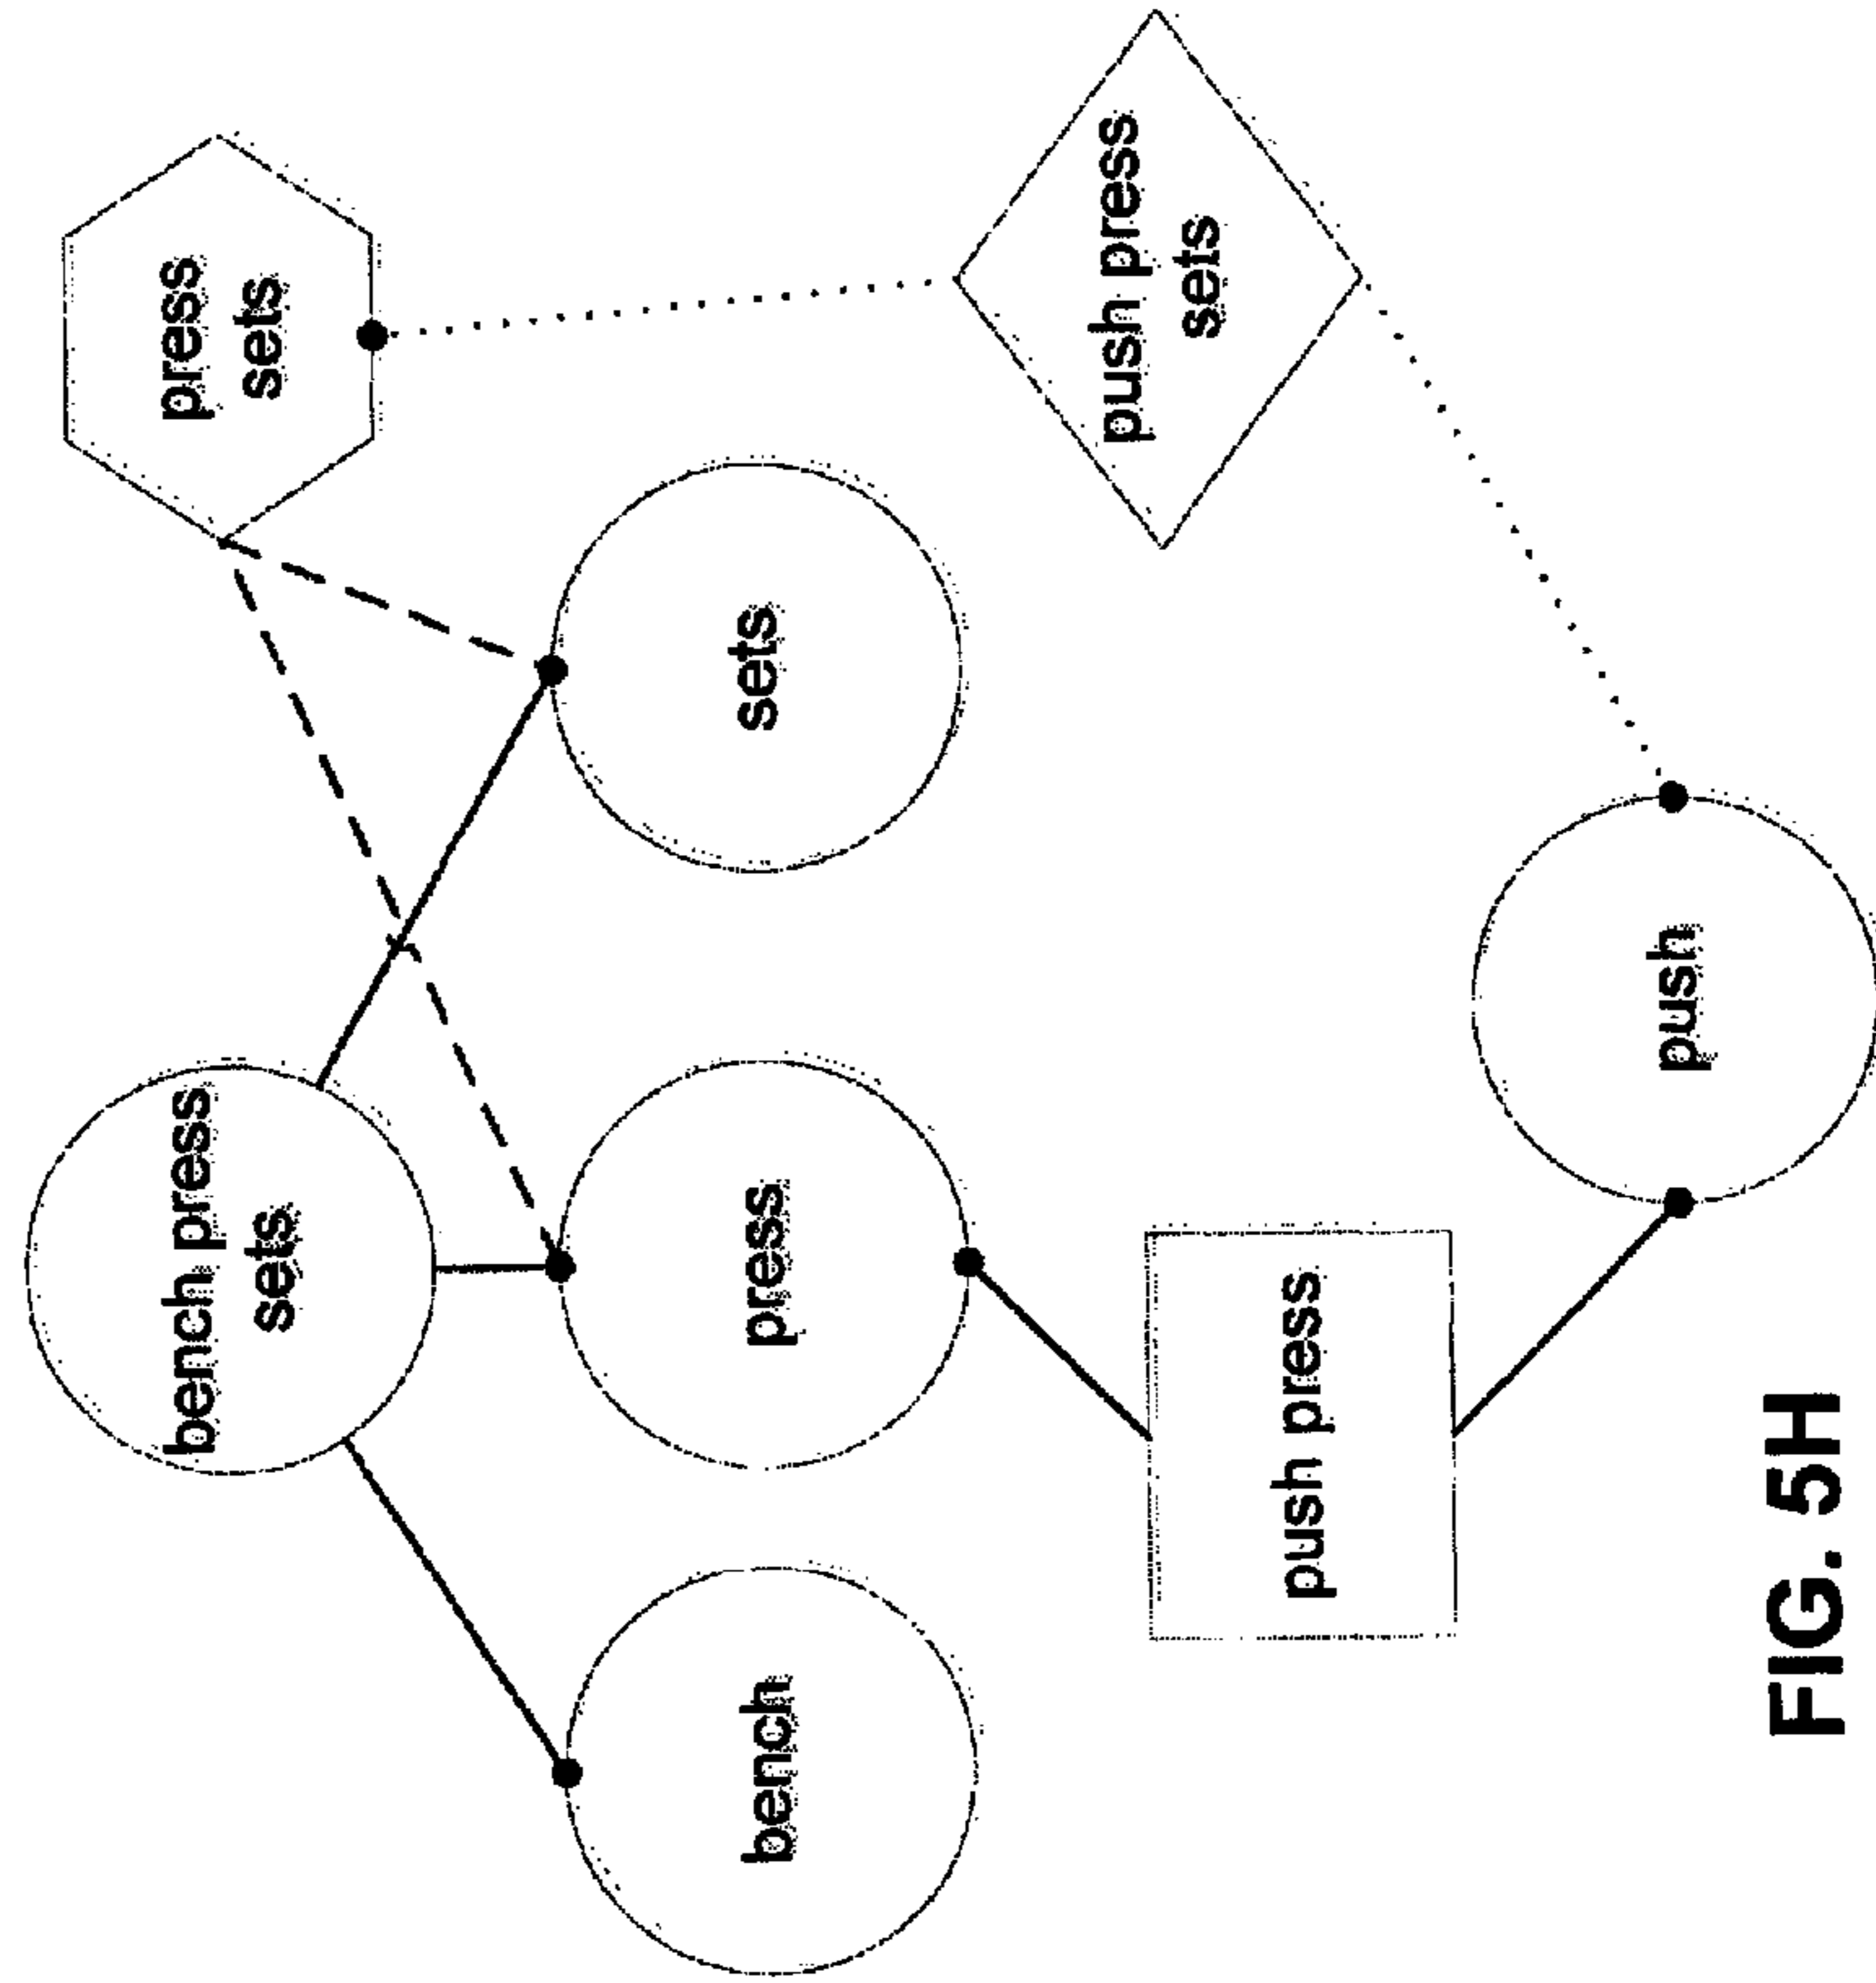 bench press
sets
press
sets
bench
press
sets
push press
push press
sets
push
FIG. 5H